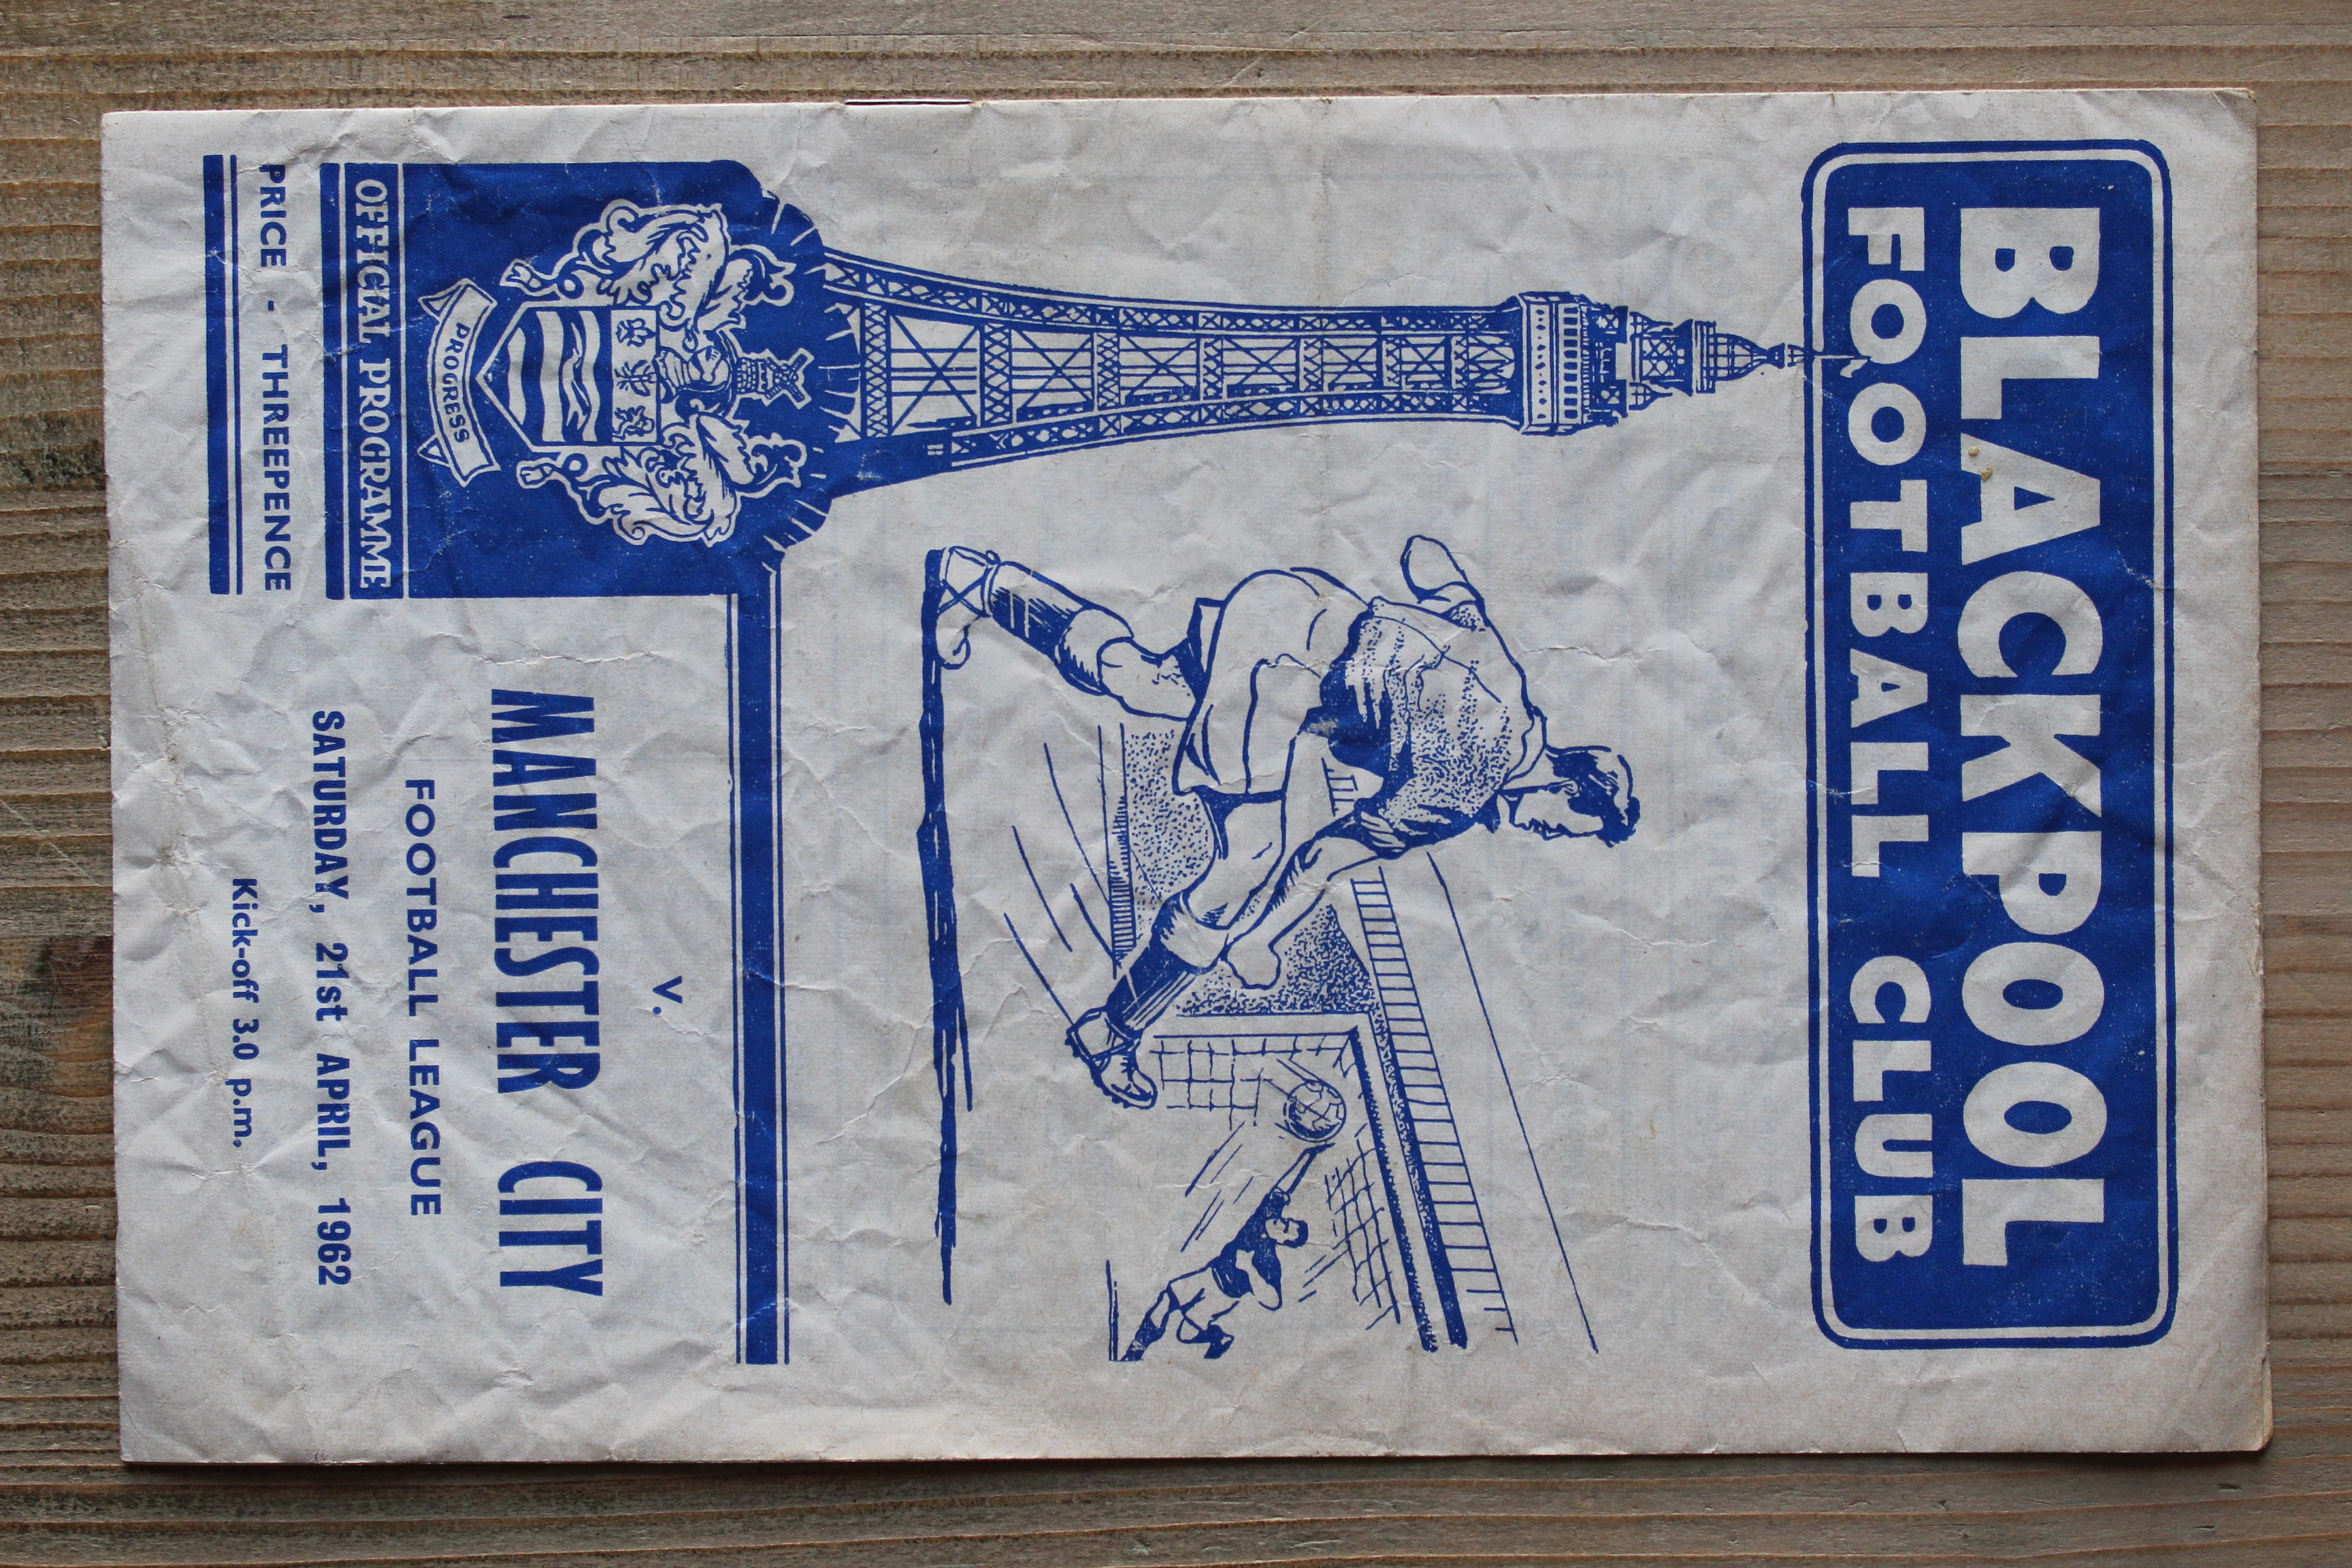 BLACKPOOL
FOOTBALL CLUB
PROGRESS
OFFICIAL PROGRAMME
PRICE - THREEPENCE
v.
MANCHESTER CITY
FOOTBALL LEAGUE
SATURDAY, 21st APRIL, 1962
Kick-off 3.0 p.m.